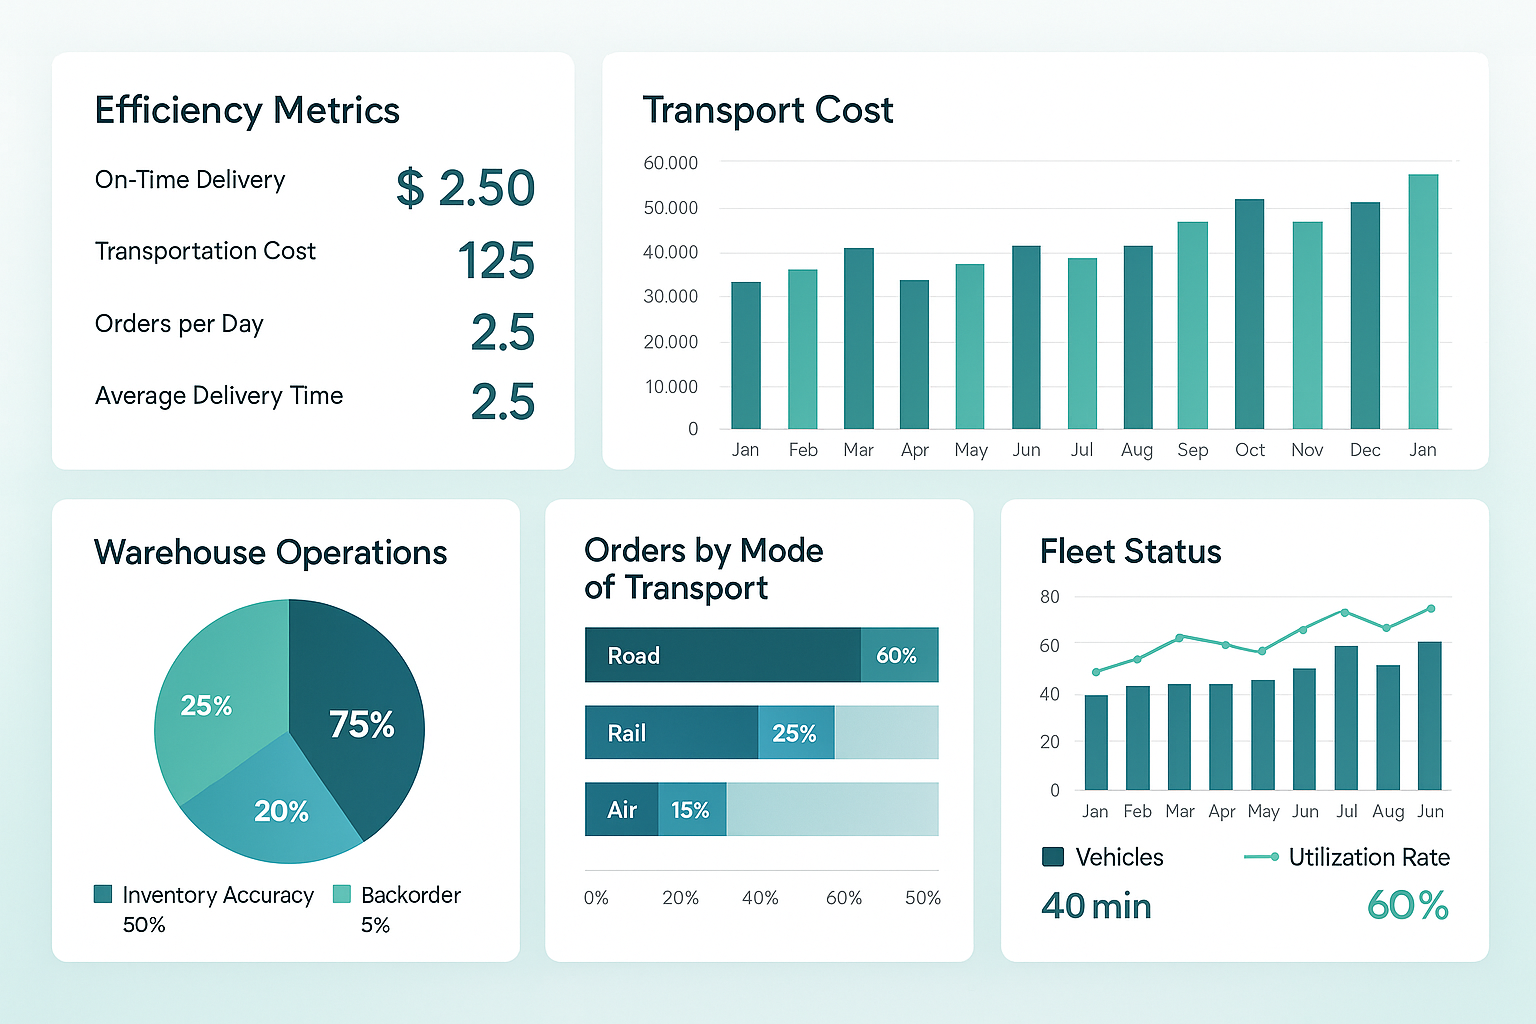 Efficiency Metrics
On-Time Delivery $ 2.50
Transportation Cost 125
Orders per Day 2.5
Average Delivery Time 2.5
Transport Cost
60.000
50.000
40.000
30.000
20.000
10.000
0
Jan Feb Mar Apr May Jun Jul Aug Sep Oct Nov Dec Jan
Warehouse Operations
25%
75%
20%
Inventory Accuracy Backorder
50% 5%
Orders by Mode
of Transport
Road 60%
Rail 25%
Air 15%
0% 20% 40% 60% 50%
Fleet Status
80
60
40
20
0
Jan Feb Mar Apr May Jun Jul Aug Jun
Vehicles Utilization Rate
40 min 60%